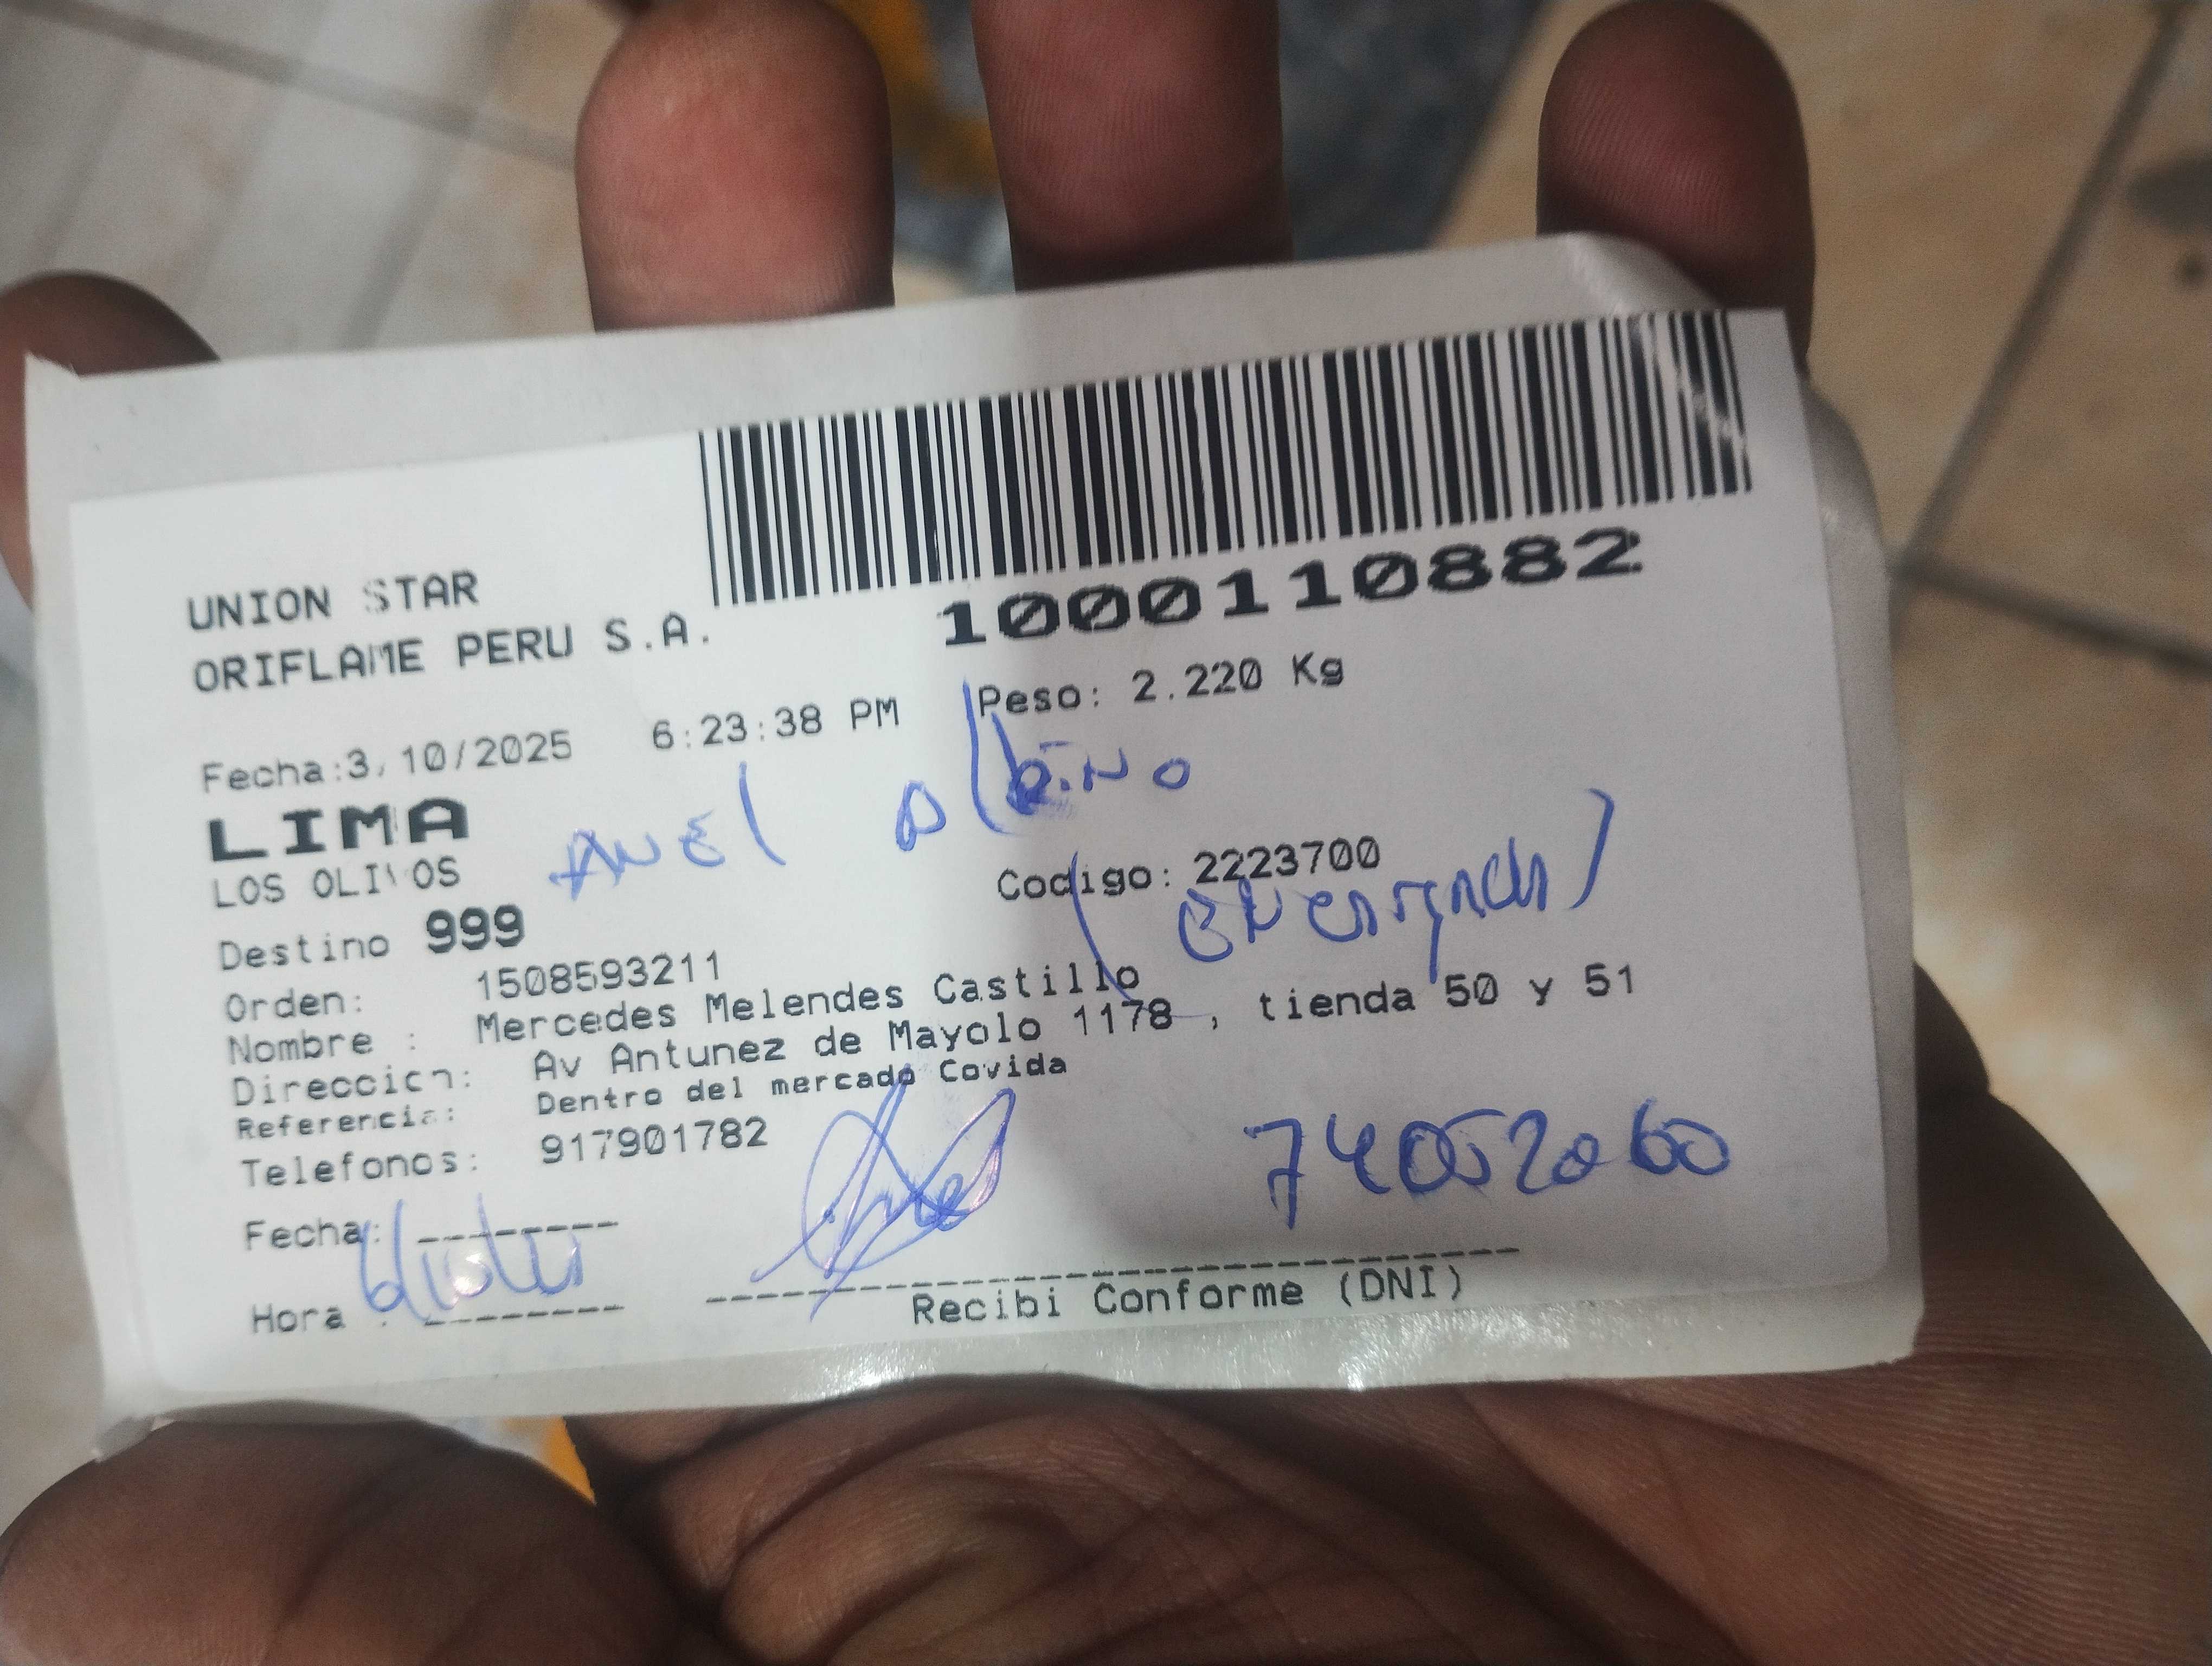 UNION STAR
ORIFLAME PERU S.A.
1000110882
Fecha:3/10/2025 6:23:38 PM Peso: 2.220 Kg
LIMA
LOS OLIVOS
Albino
Codigo: 2223700
Destino 999
(encargada)
Orden: 1508593211
Nombre : Mercedes Melendes Castillo
Direccion: Av Antunez de Mayolo 1178 , tienda 50 y 51
Referencia: Dentro del mercado Covida
Telefonos: 917901782
Fecha:
Hora :
Recibi Conforme (DNI)